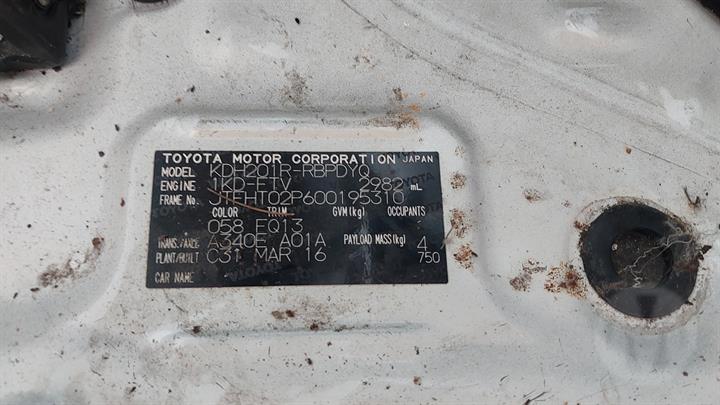 TOYOTA MOTOR CORPORATION JAPAN
MODEL KDH201R-RBPDYQ
ENGINE 1KD-FTV 2982 mL
FRAME No. JTFHT02P600195310
COLOR TRIM GVM(kg) OCCUPANTS
058 FQ13
TRANS./AXLE A340E A01A PAYLOAD MASS(kg) 4
PLANT/BUILT C31 MAR 16 750
CAR NAME